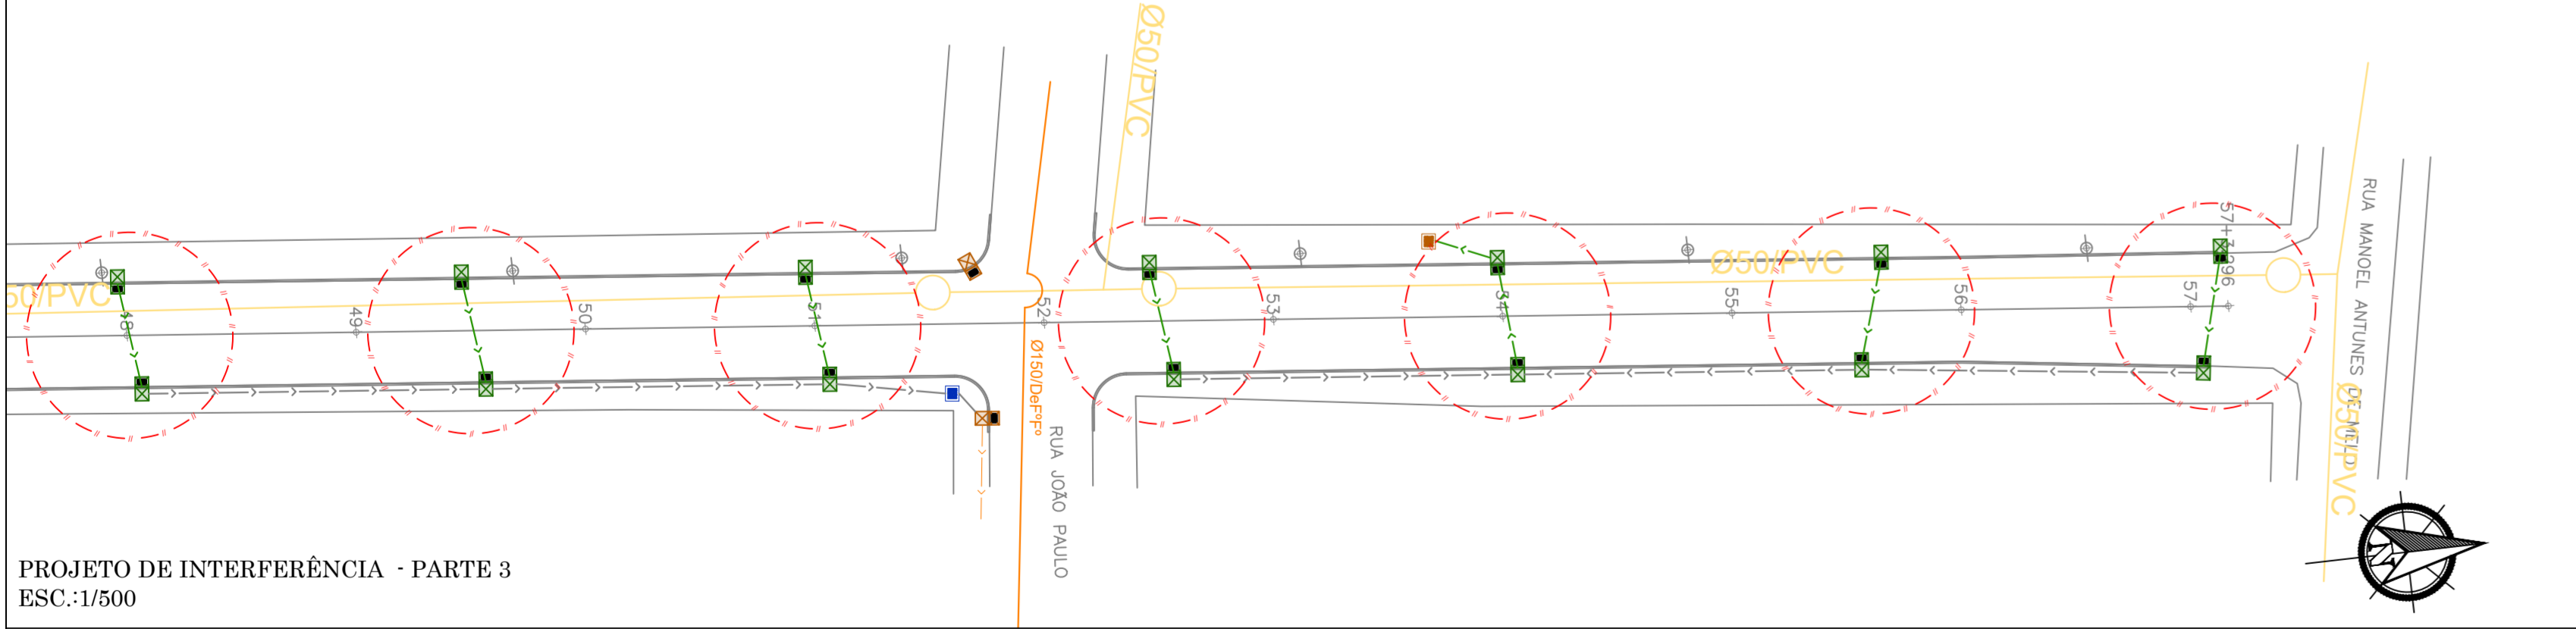 Ø50/PVC
50/PVC
48
49
50
51
52
53
54
55
56
57
Ø50/PVC
Ø150/DeFºFº
RUA JOÃO PAULO
RUA MANOEL ANTUNES DE MELO
Ø50/PVC
PROJETO DE INTERFERÊNCIA - PARTE 3
ESC.:1/500